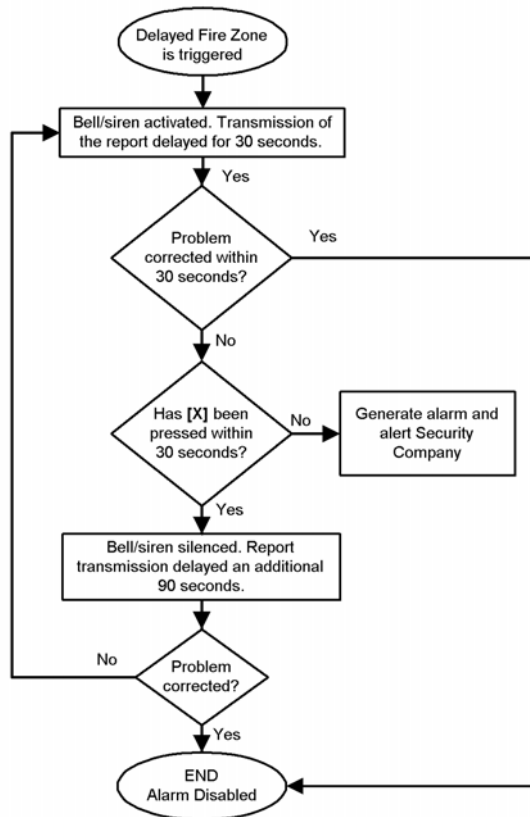 Delayed Fire Zone
is triggered
Bell/siren activated. Transmission of
the report delayed for 30 seconds.
Yes
Problem
corrected within
30 seconds?
Yes
No
Has [X] been
pressed within
30 seconds?
No
Generate alarm and
alert Security
Company
Yes
Bell/siren silenced. Report
transmission delayed an additional
90 seconds.
No
Problem
corrected?
Yes
END
Alarm Disabled